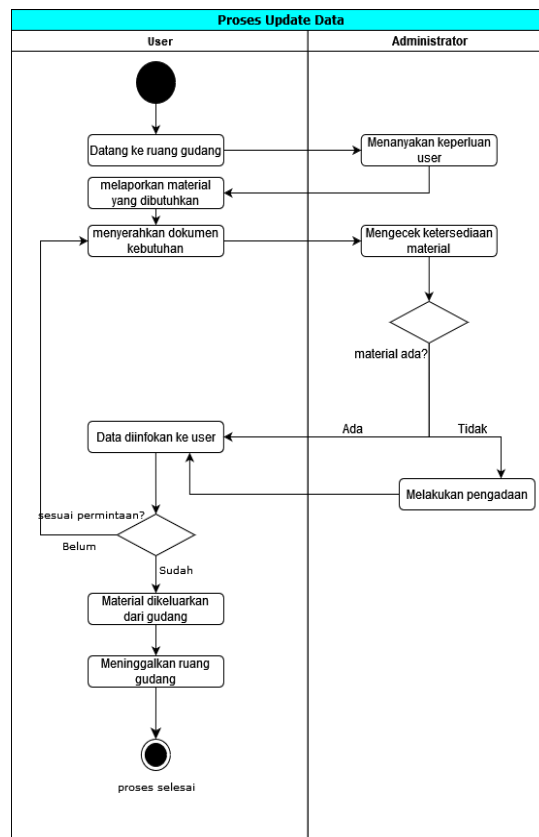 Proses Update Data
User
Administrator
Datang ke ruang gudang
Menanyakan keperluan
user
melaporkan material
yang dibutuhkan
menyerahkan dokumen
kebutuhan
Mengecek ketersediaan
material
material ada?
Ada
Tidak
Data diinfokan ke user
Melakukan pengadaan
sesuai permintaan?
Belum
Sudah
Material dikeluarkan
dari gudang
Meninggalkan ruang
gudang
proses selesai